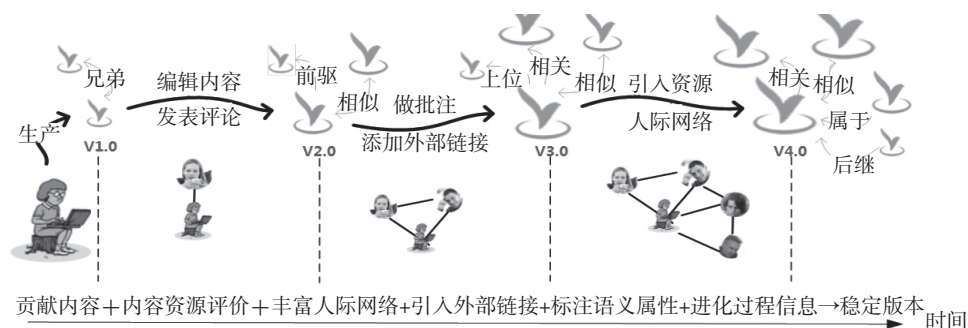 兄弟
编辑内容
发表评论
前驱
相似
做批注
添加外部链接
上位
相关
相似
引入资源
人际网络
相关
相似
属于
后继
生产
V1.0
V2.0
V3.0
V4.0
贡献内容+内容资源评价+丰富人际网络+引入外部链接+标注语义属性+进化过程信息→稳定版本
时间